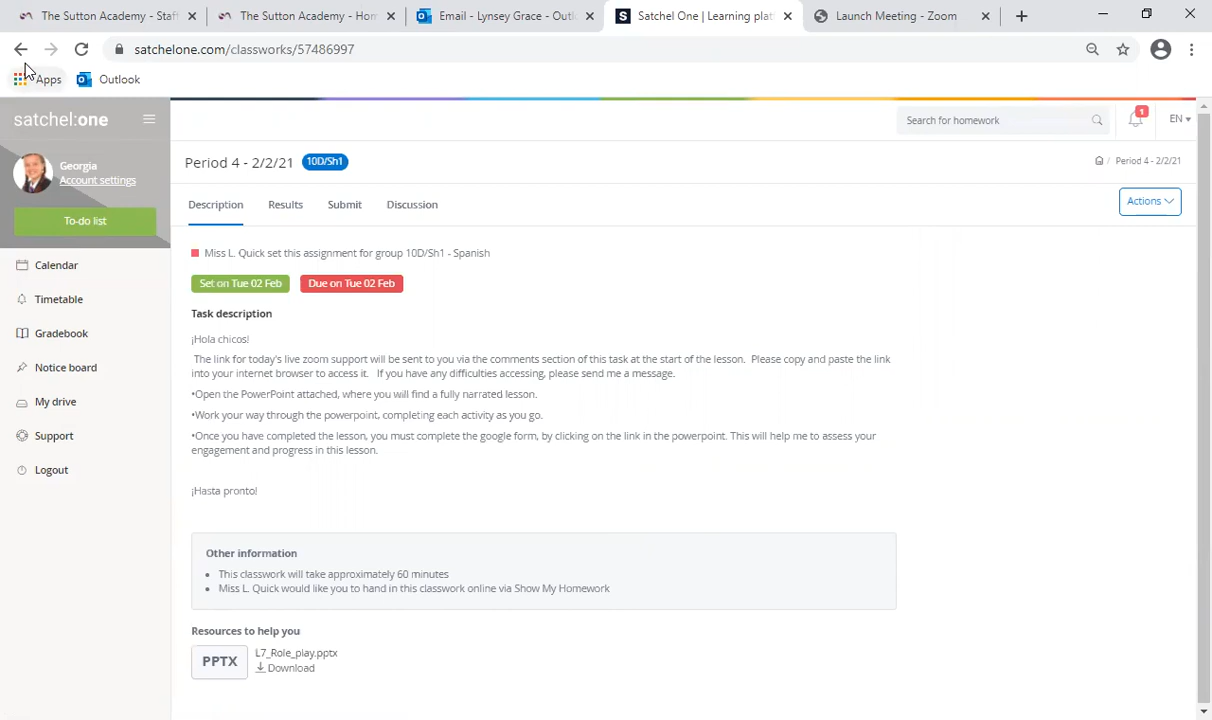 The Sutton Academy - Staff
The Sutton Academy - Hom
Email - Lynsey Grace - Outlo
Satchel One | Learning plat
Launch Meeting - Zoom
satchelone.com/classworks/57486997
Apps Outlook
satchel:one
Search for homework
1
EN
Georgia
Account settings
To-do list
Calendar
Timetable
Gradebook
Notice board
My drive
Support
Logout
Period 4 - 2/2/21 10D/Sh1
/ Period 4 - 2/2/21
Description Results Submit Discussion
Actions
Miss L. Quick set this assignment for group 10D/Sh1 - Spanish
Set on Tue 02 Feb Due on Tue 02 Feb
Task description
¡Hola chicos!
The link for today's live zoom support will be sent to you via the comments section of this task at the start of the lesson. Please copy and paste the link
into your internet browser to access it. If you have any difficulties accessing, please send me a message.
•Open the PowerPoint attached, where you will find a fully narrated lesson.
•Work your way through the powerpoint, completing each activity as you go.
•Once you have completed the lesson, you must complete the google form, by clicking on the link in the powerpoint. This will help me to assess your
engagement and progress in this lesson.
¡Hasta pronto!
Other information
• This classwork will take approximately 60 minutes
• Miss L. Quick would like you to hand in this classwork online via Show My Homework
Resources to help you
PPTX
L7_Role_play.pptx
Download